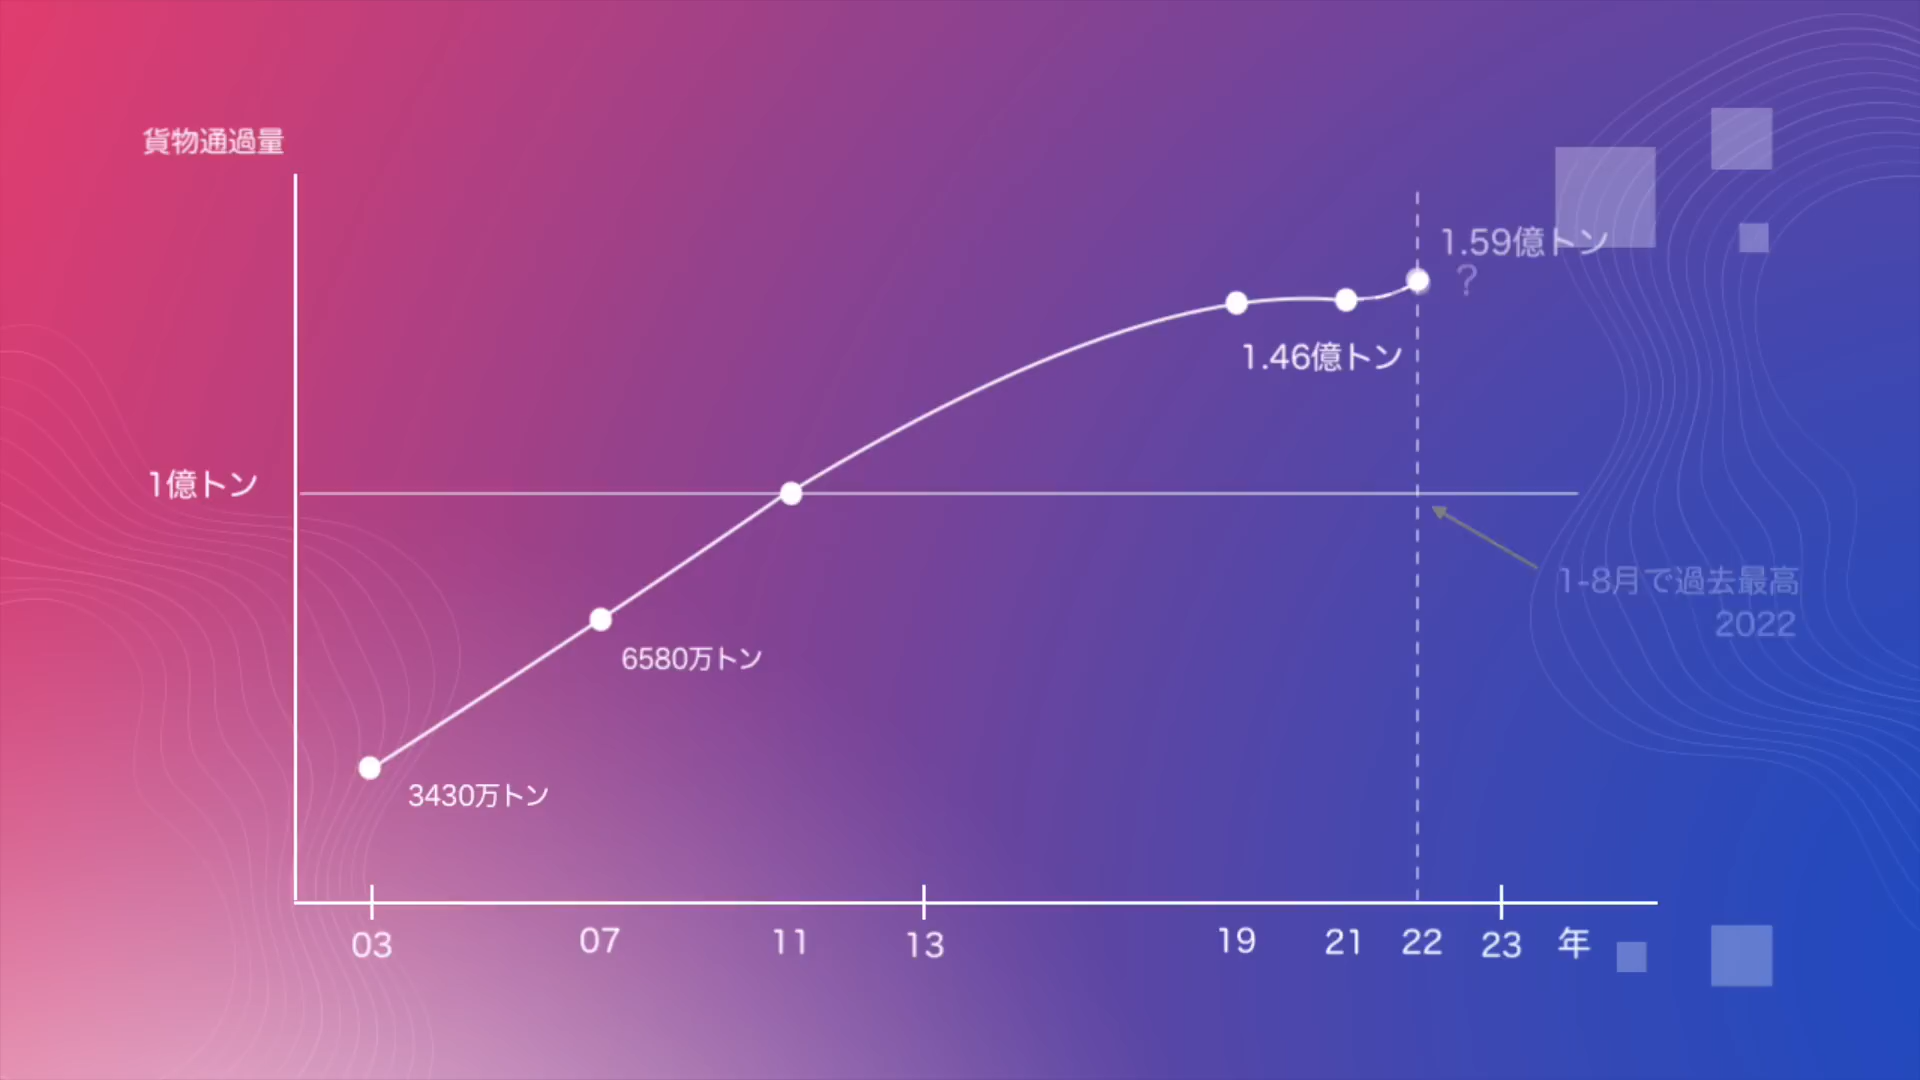 貨物通過量
1.59億トン
?
1.46億トン
1億トン
1-8月で過去最高
2022
6580万トン
3430万トン
03 07 11 13 19 21 22 23 年